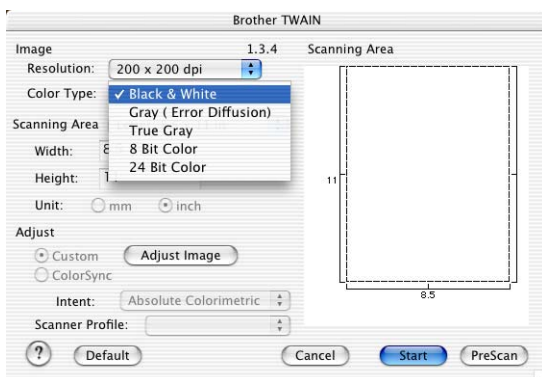 Brother TWAIN
Image 1.3.4
Resolution: 200 x 200 dpi
Color Type: ✓ Black & White
Gray ( Error Diffusion)
True Gray
8 Bit Color
24 Bit Color
Scanning Area
Width: 8
Height: 1
Unit: mm inch
Adjust
Custom Adjust Image
ColorSync
Intent: Absolute Colorimetric
Scanner Profile:
? Default Cancel Start PreScan
Scanning Area
11
8.5